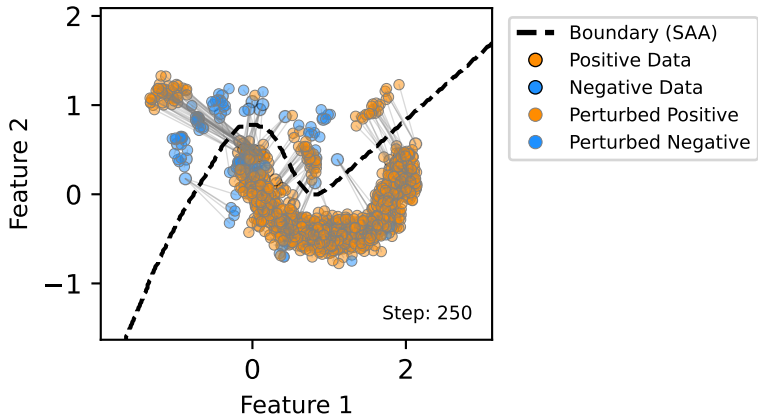 2
1
0
−1
Feature 2
0
2
Feature 1
Step: 250
Boundary (SAA)
Positive Data
Negative Data
Perturbed Positive
Perturbed Negative